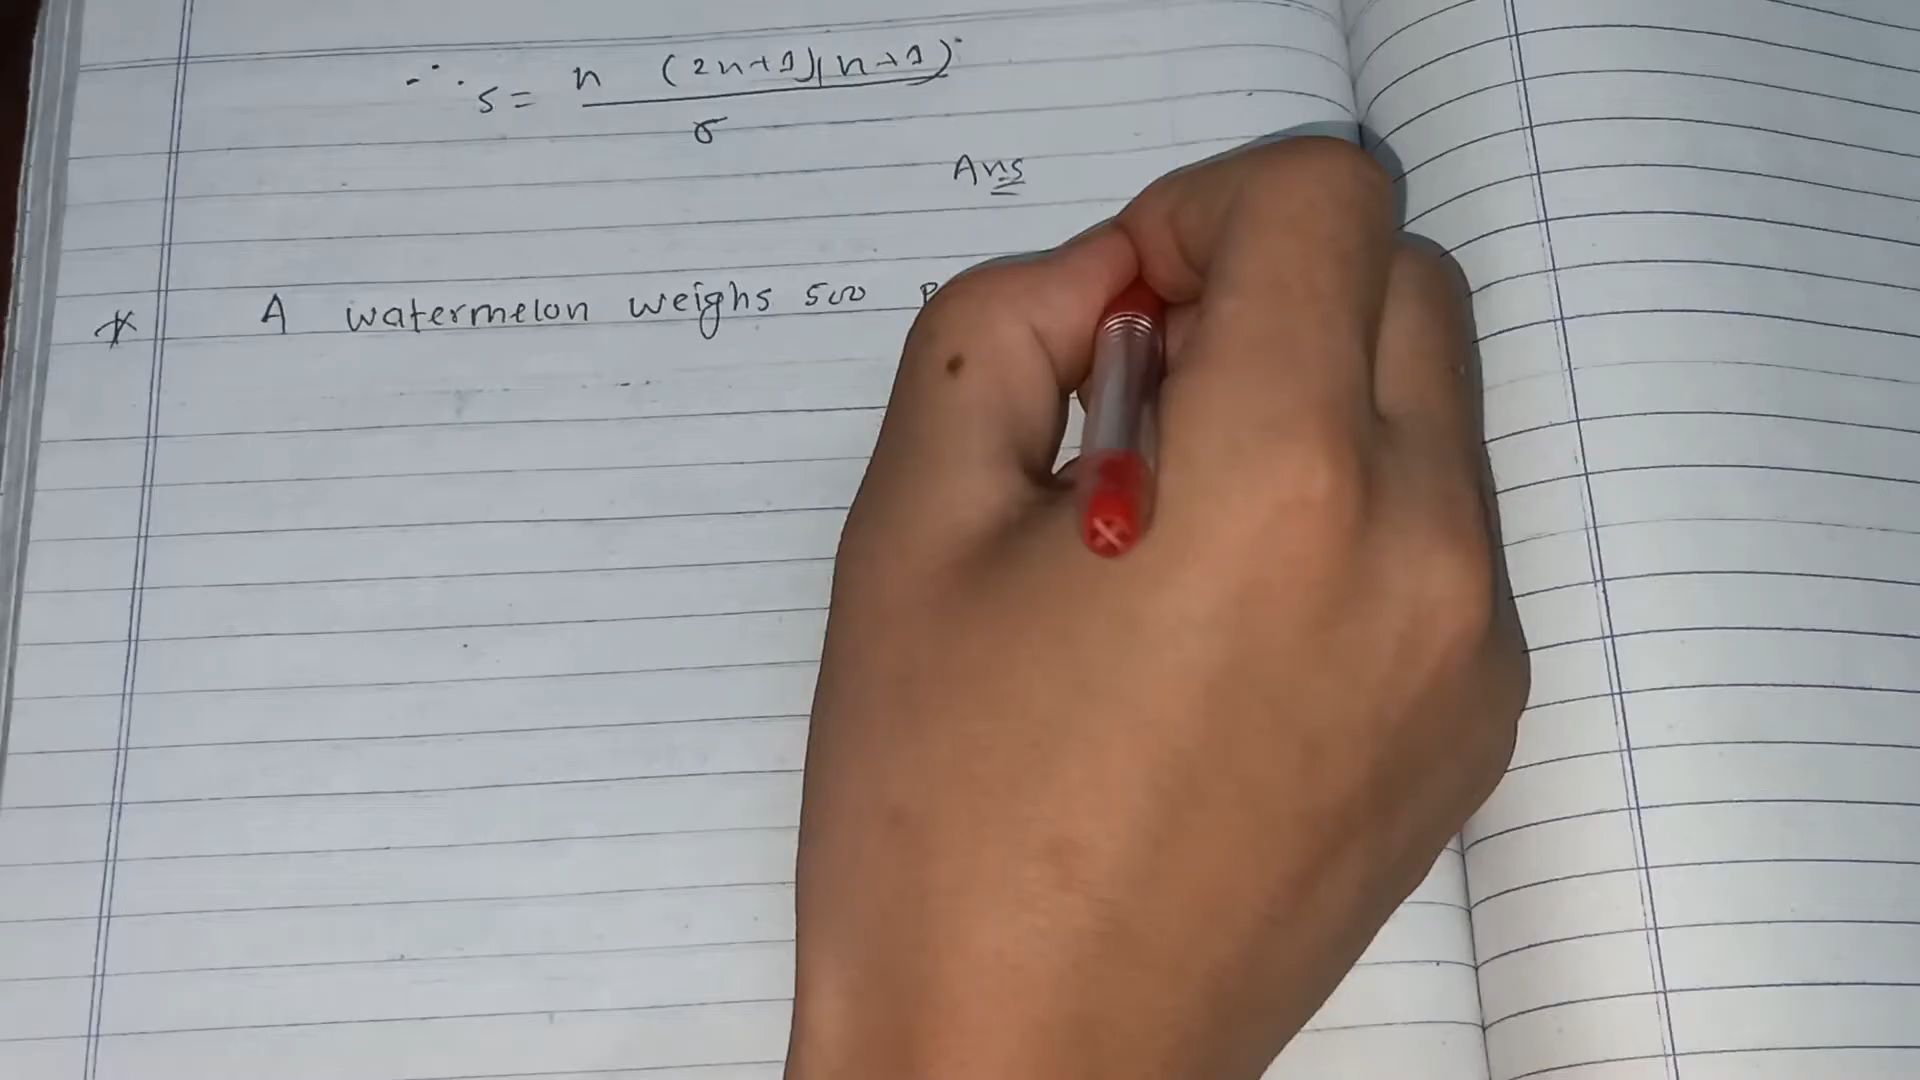 ∴ s = n (2n+1)(n+1)
6
Ans
* A watermelon weighs 500